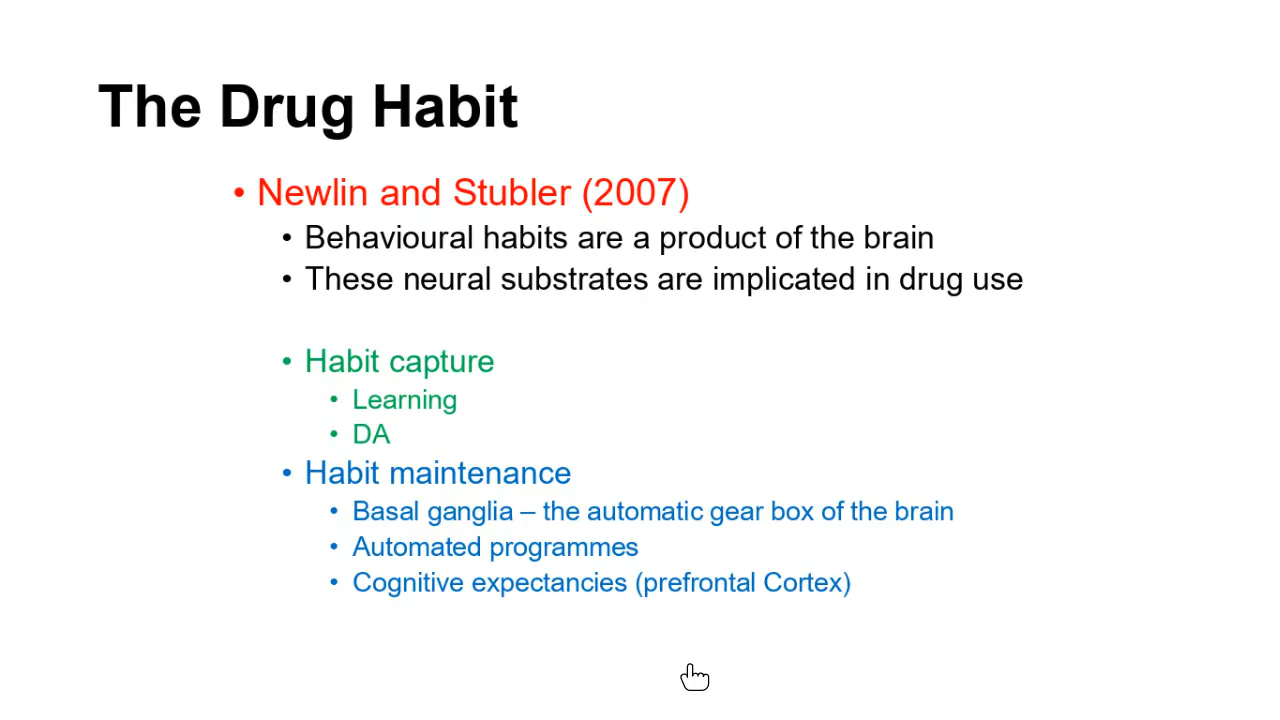 The Drug Habit
• Newlin and Stubler (2007)
• Behavioural habits are a product of the brain
• These neural substrates are implicated in drug use
• Habit capture
• Learning
• DA
• Habit maintenance
• Basal ganglia – the automatic gear box of the brain
• Automated programmes
• Cognitive expectancies (prefrontal Cortex)